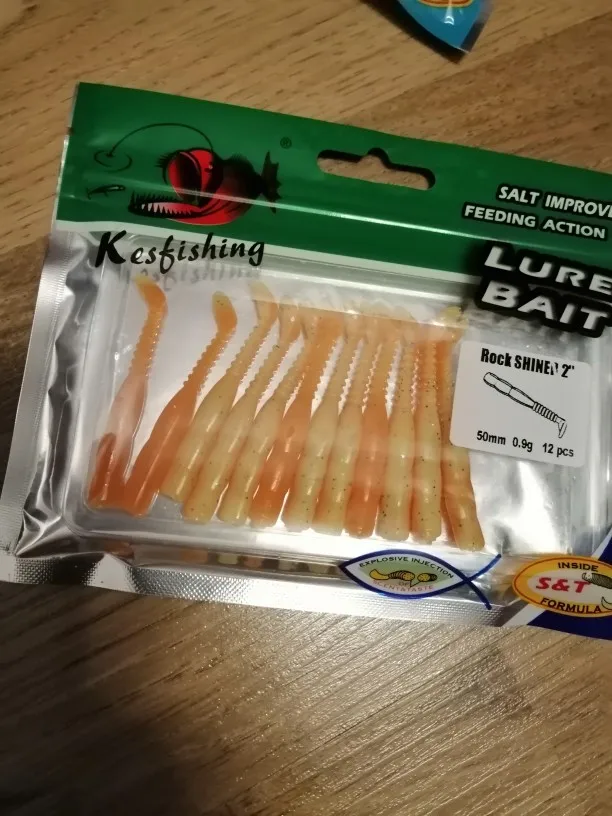 ®
Kesfishing
SALT IMPROVE
FEEDING ACTION
LURE
BAIT
Rock SHINER 2"
50mm 0.9g 12 pcs
EXPLOSIVE INJECTION
INSIDE
S&T
FORMULA